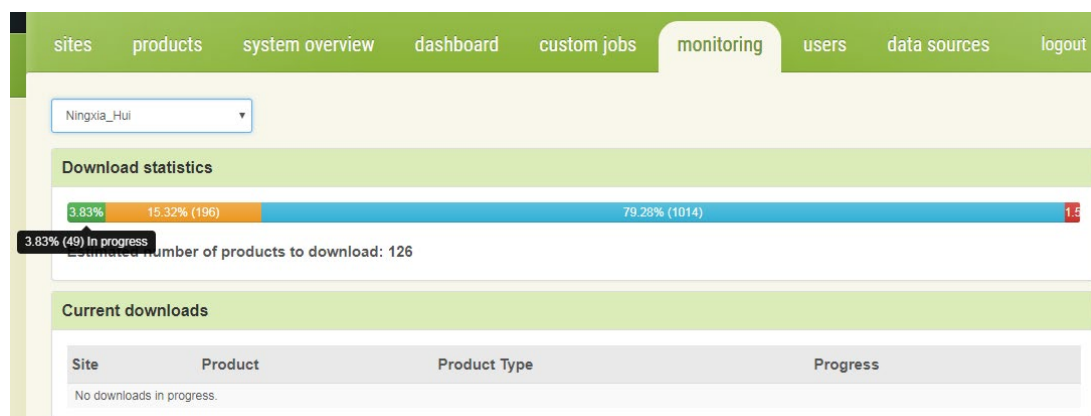 sites products system overview dashboard custom jobs monitoring users data sources logout
Ningxia_Hui
Download statistics
3.83% 15.32% (196) 79.28% (1014) 1.5
3.83% (49) In progress
Estimated number of products to download: 126
Current downloads
Site Product Product Type Progress
No downloads in progress.